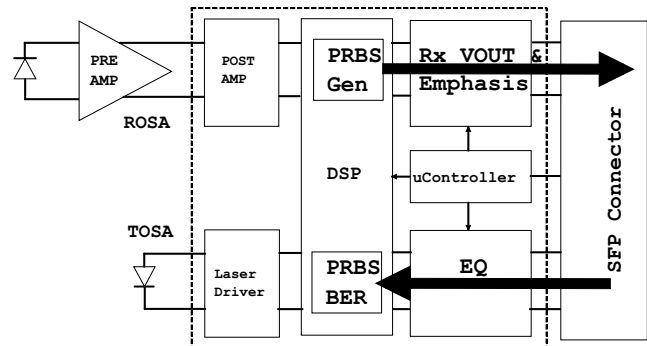 PRE
AMP
ROSA
POST
AMP
PRBS
Gen
Rx VOUT &
Emphasis
DSP
uController
SFP Connector
TOSA
Laser
Driver
PRBS
BER
EQ